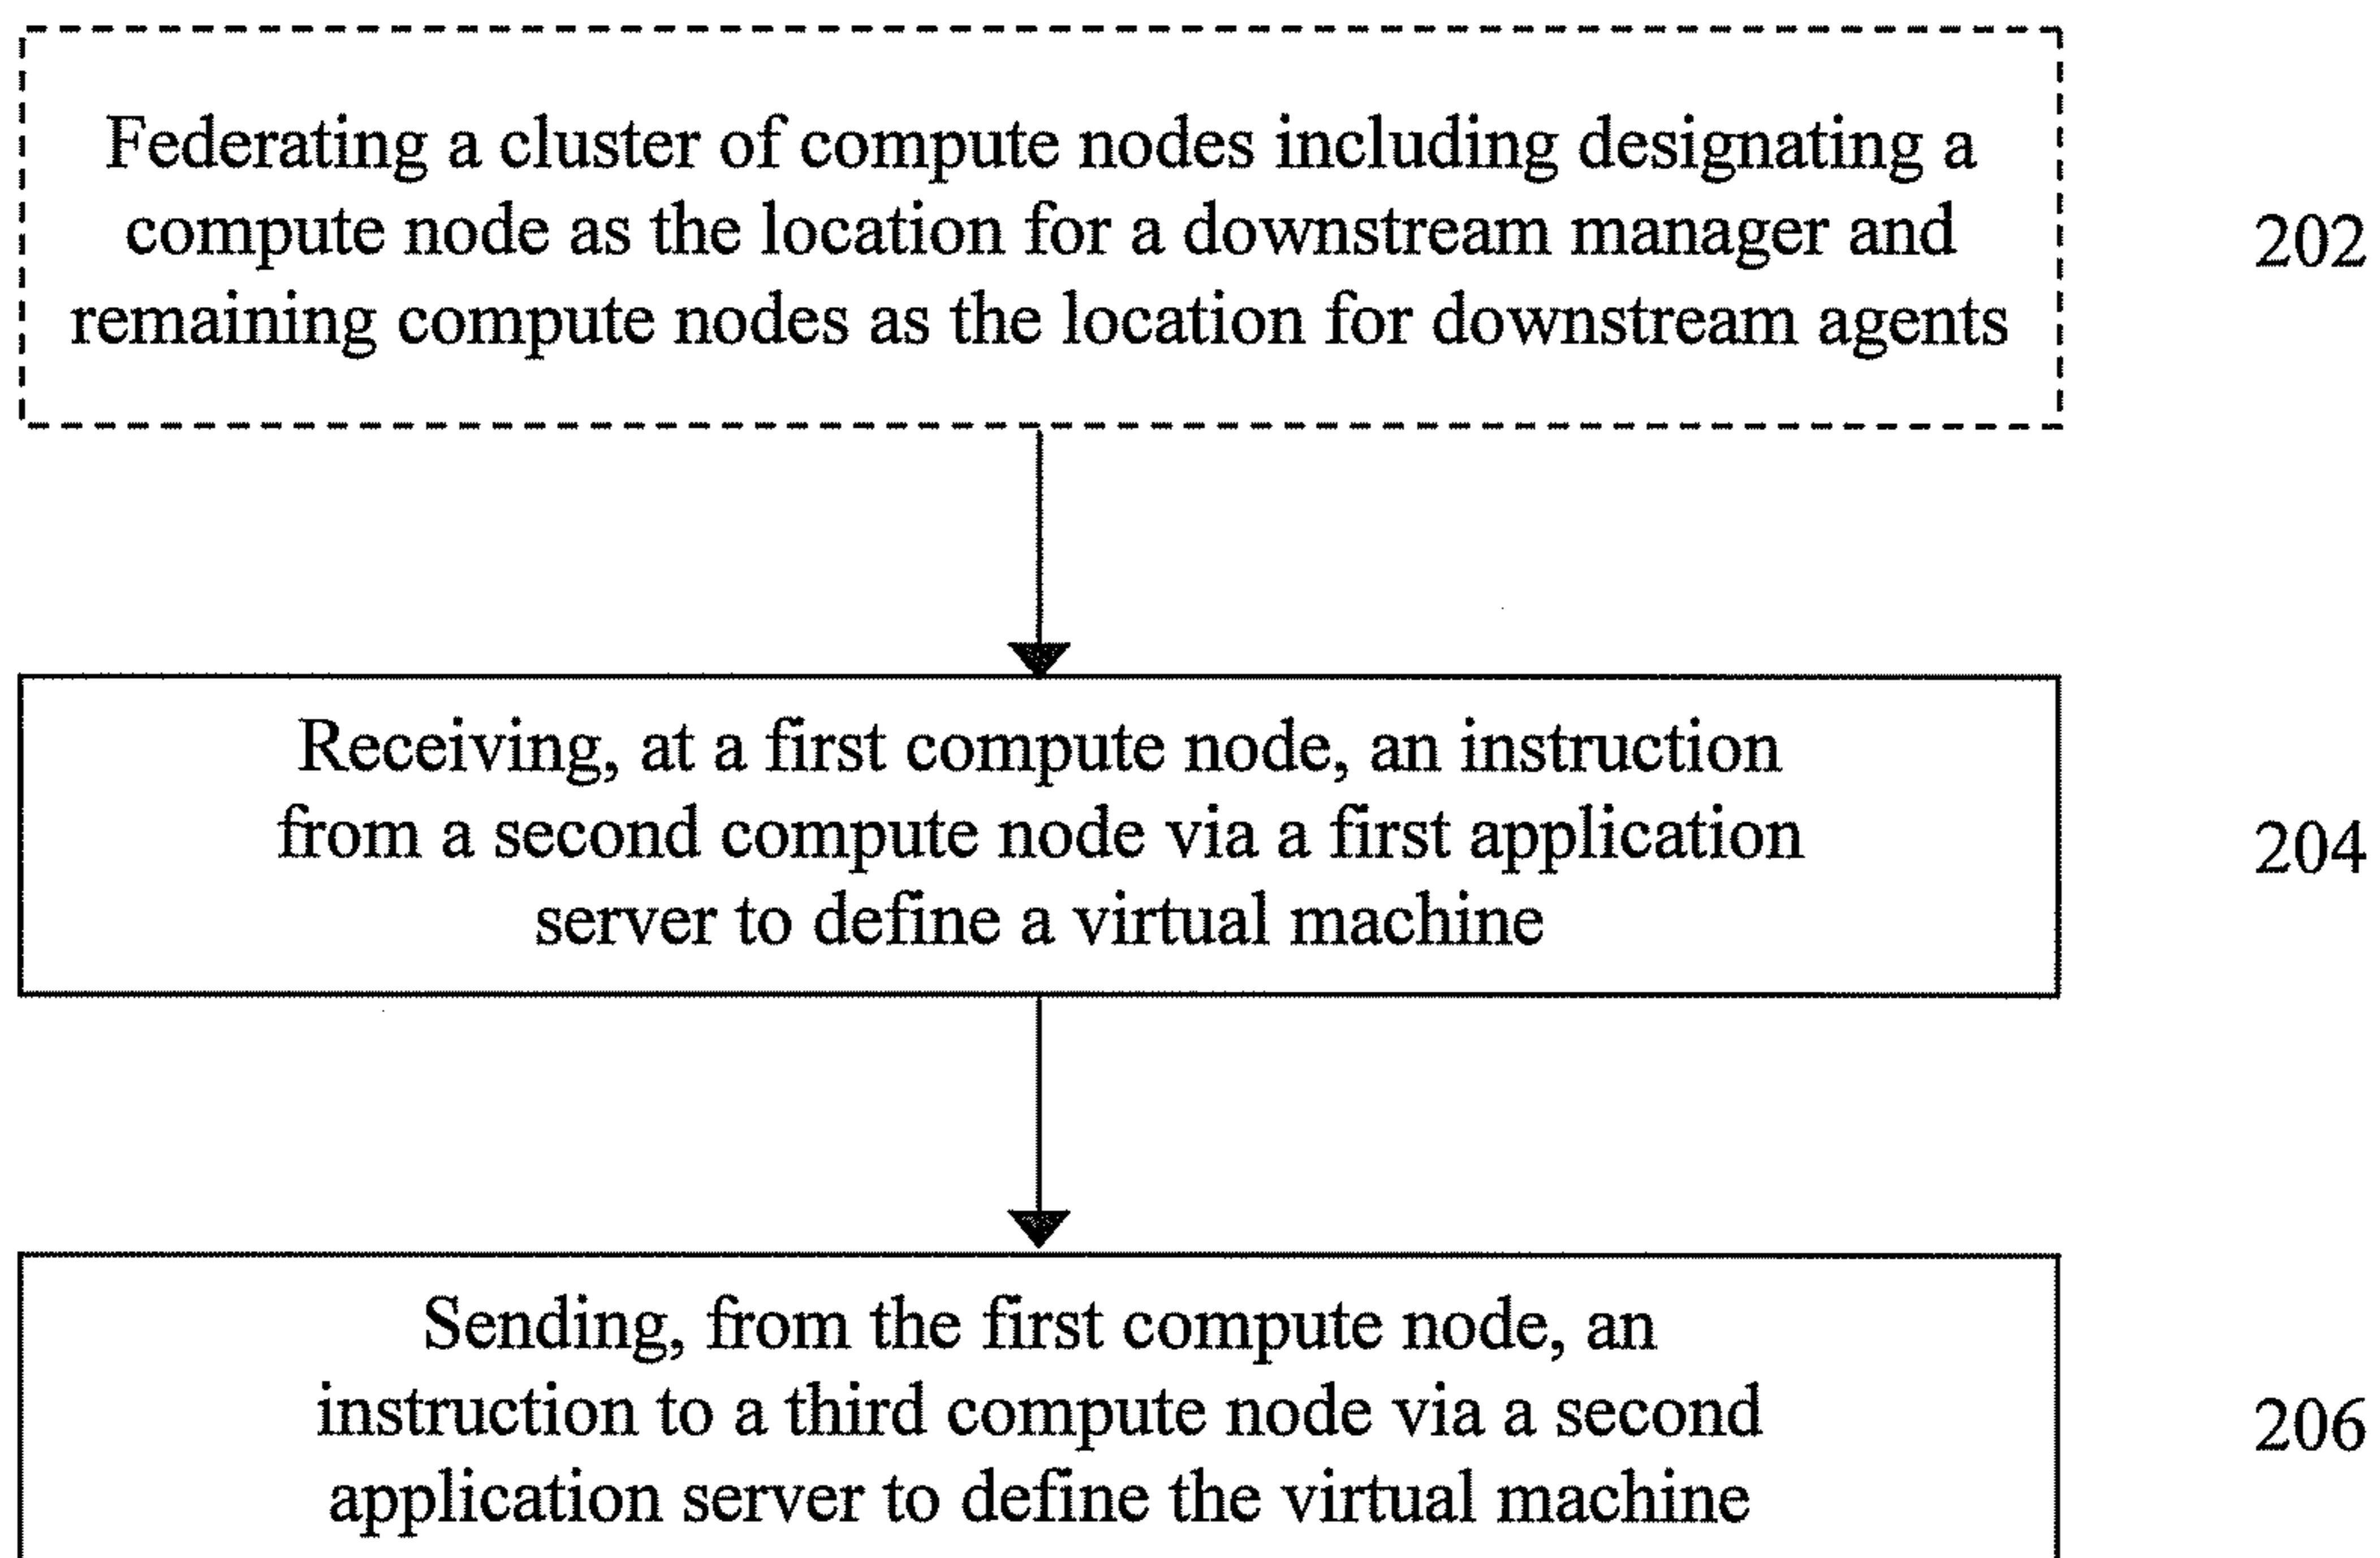 Federating a cluster of compute nodes including designating a
compute node as the location for a downstream manager and
remaining compute nodes as the location for downstream agents
202
Receiving, at a first compute node, an instruction
from a second compute node via a first application
server to define a virtual machine
204
Sending, from the first compute node, an
instruction to a third compute node via a second
application server to define the virtual machine
206